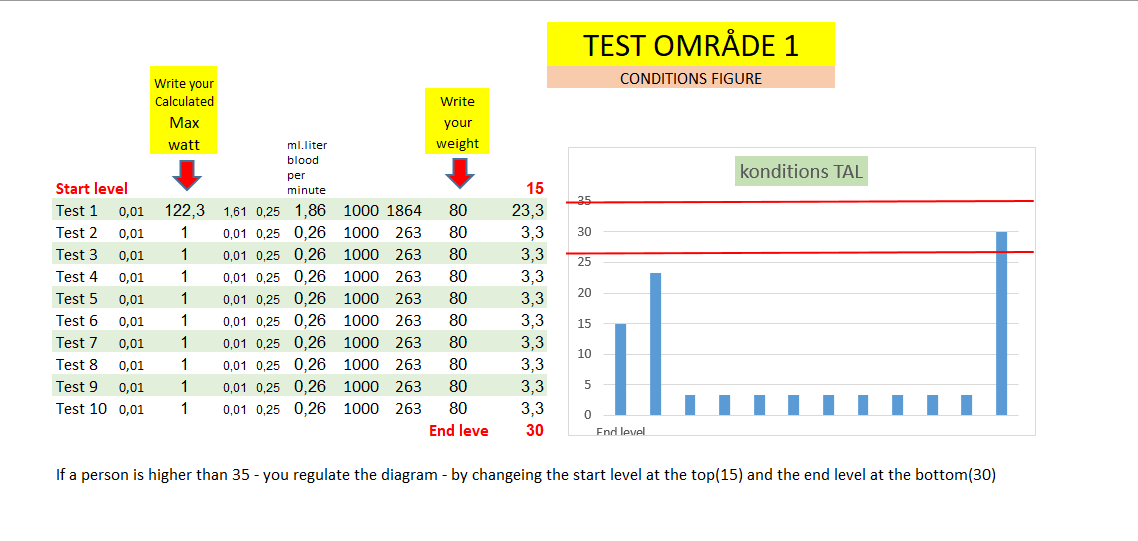 TEST OMRÅDE 1
CONDITIONS FIGURE
Write your
Calculated
Max
watt
ml.liter
blood
per
minute
Write
your
weight
Start level 15
Test 1 0,01 122,3 1,61 0,25 1,86 1000 1864 80 23,3
Test 2 0,01 1 0,01 0,25 0,26 1000 263 80 3,3
Test 3 0,01 1 0,01 0,25 0,26 1000 263 80 3,3
Test 4 0,01 1 0,01 0,25 0,26 1000 263 80 3,3
Test 5 0,01 1 0,01 0,25 0,26 1000 263 80 3,3
Test 6 0,01 1 0,01 0,25 0,26 1000 263 80 3,3
Test 7 0,01 1 0,01 0,25 0,26 1000 263 80 3,3
Test 8 0,01 1 0,01 0,25 0,26 1000 263 80 3,3
Test 9 0,01 1 0,01 0,25 0,26 1000 263 80 3,3
Test 10 0,01 1 0,01 0,25 0,26 1000 263 80 3,3
End leve 30
konditions TAL
35
30
25
20
15
10
5
0
End level
If a person is higher than 35 - you regulate the diagram - by changeing the start level at the top(15) and the end level at the bottom(30)